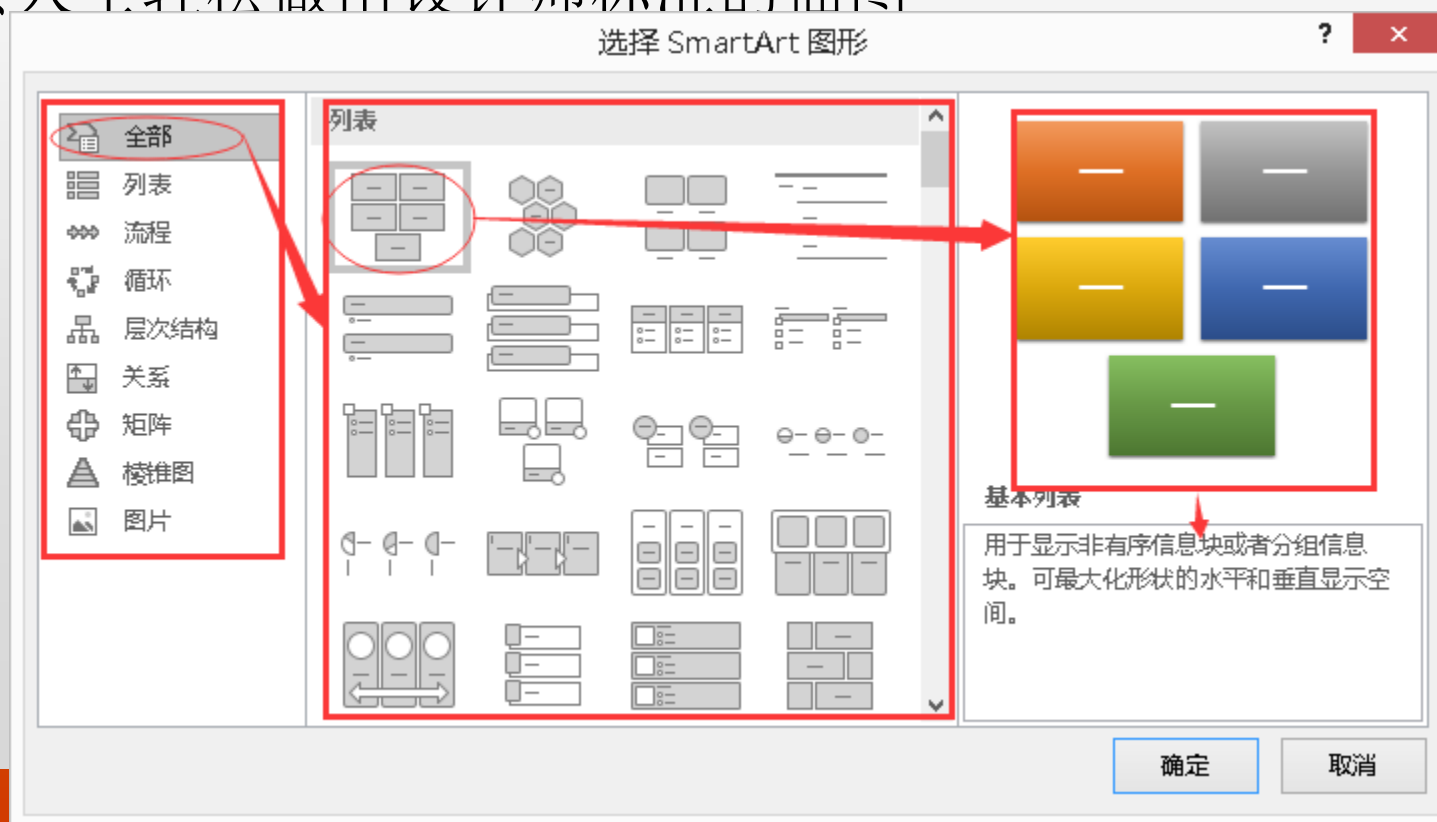 选择 SmartArt 图形
?
全部
列表
流程
循环
层次结构
关系
矩阵
棱锥图
图片
列表
基本列表
用于显示非有序信息块或者分组信息
块。可最大化形状的水平和垂直显示空
间。
确定
取消